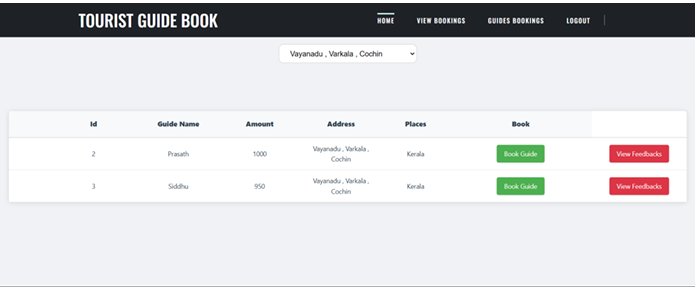 TOURIST GUIDE BOOK
HOME VIEW BOOKINGS GUIDES BOOKINGS LOGOUT
Vayanadu , Varkala , Cochin
Id Guide Name Amount Address Places Book
2 Prasath 1000 Vayanadu , Varkala , Cochin Kerala Book Guide View Feedbacks
3 Siddhu 950 Vayanadu , Varkala , Cochin Kerala Book Guide View Feedbacks